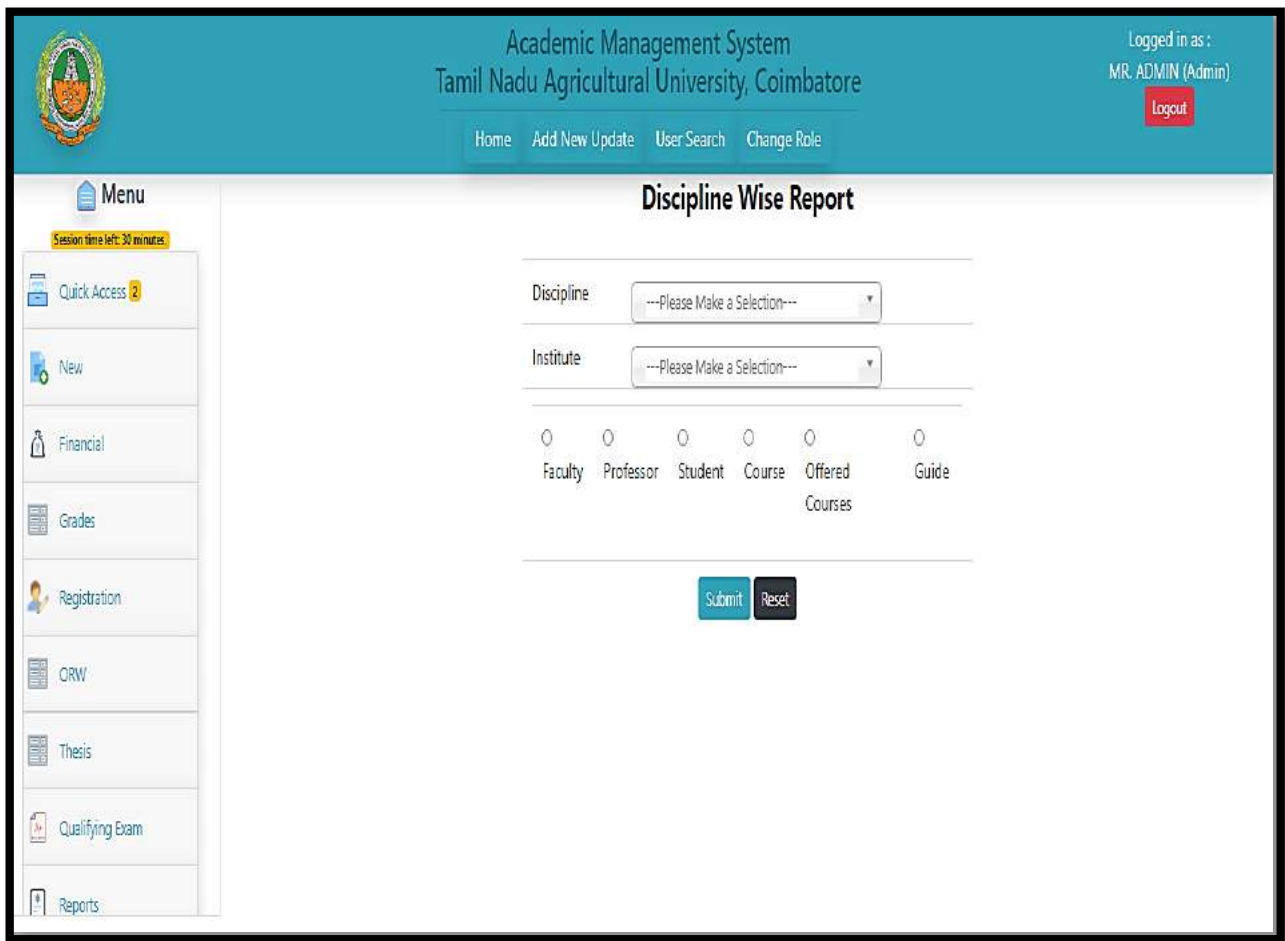 Academic Management System
Tamil Nadu Agricultural University, Coimbatore
Logged in as :
MR. ADMIN (Admin)
Logout
Home Add New Update User Search Change Role
Menu
Session time left: 30 minutes.
Quick Access 2
New
Financial
Grades
Registration
ORW
Thesis
Qualifying Exam
Reports
Discipline Wise Report
Discipline ---Please Make a Selection---
Institute ---Please Make a Selection---
Faculty Professor Student Course Offered Courses Guide
Submit Reset